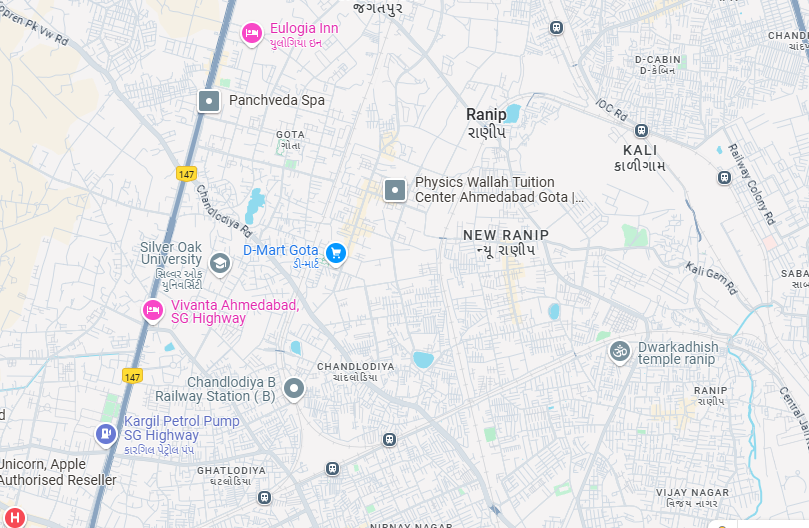 જગતપુર
Eulogia Inn
યુલોગિયા ઇન
Panchveda Spa
GOTA
ગોતા
Ranip
રાણીપ
D-CABIN
D-કેબિન
IOC Rd
KALI
કાળીગામ
Railway Colony Rd
147
Chandlodiya Rd
Physics Wallah Tuition
Center Ahmedabad Gota |...
NEW RANIP
ન્યૂ રાણીપ
Silver Oak
University
સિલ્વર ઓક
યુનિવર્સિટી
D-Mart Gota
ડી-માર્ટ
Kali Gam Rd
SABA
સાબ
Vivanta Ahmedabad,
SG Highway
Dwarkadhish
temple ranip
147
CHANDLODIYA
ચાંદલોડિયા
Chandlodiya B
Railway Station ( B)
RANIP
રાણીપ
Kargil Petrol Pump
SG Highway
કારગિલ પેટ્રોલ પંપ
Unicorn, Apple
Authorised Reseller
GHATLODIYA
ઘાટલોડિયા
VIJAY NAGAR
વિજય નગર
NIRNAY NAGAR
H